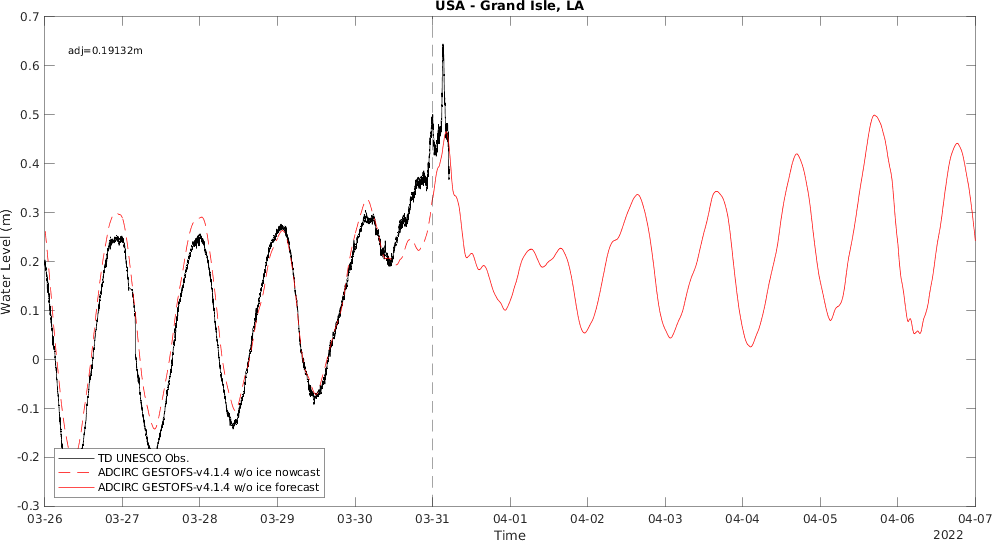 USA - Grand Isle, LA
adj=0.19132m
Water Level (m)
0.7
0.6
0.5
0.4
0.3
0.2
0.1
0
-0.1
-0.2
-0.3
TD UNESCO Obs.
ADCIRC GESTOFS-v4.1.4 w/o ice nowcast
ADCIRC GESTOFS-v4.1.4 w/o ice forecast
03-26 03-27 03-28 03-29 03-30 03-31 04-01 04-02 04-03 04-04 04-05 04-06 04-07
Time
2022